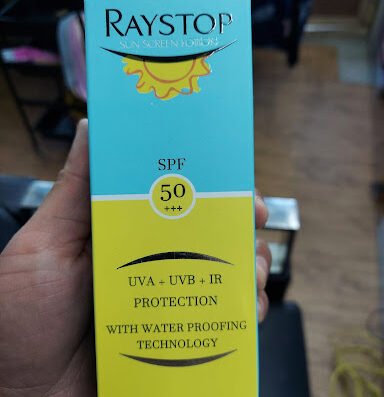 RAYSTOP
SUN SCREEN LOTION
SPF
50
+++
UVA + UVB + IR
PROTECTION
WITH WATER PROOFING
TECHNOLOGY